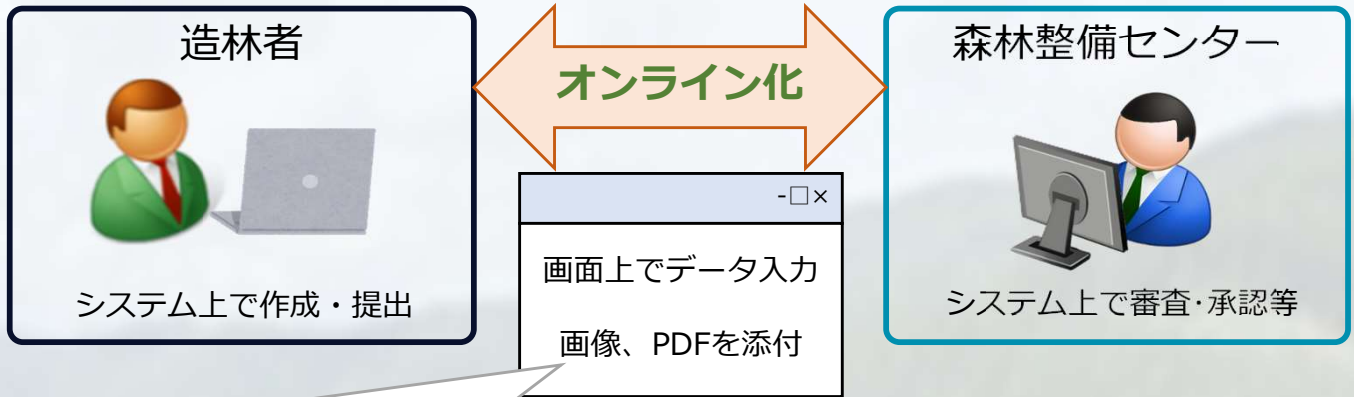 造林者
システム上で作成・提出
オンライン化
-□×
画面上でデータ入力
画像、PDFを添付
森林整備センター
システム上で審査･承認等